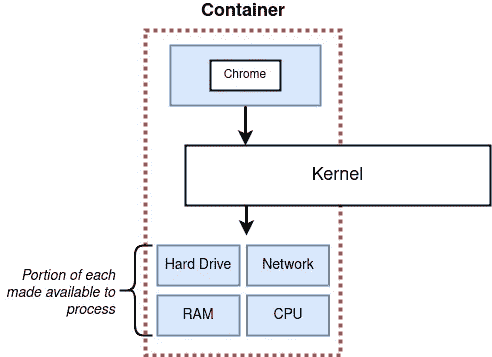 Container
Chrome
Kernel
Hard Drive
Network
Portion of each
made available to
process
RAM
CPU